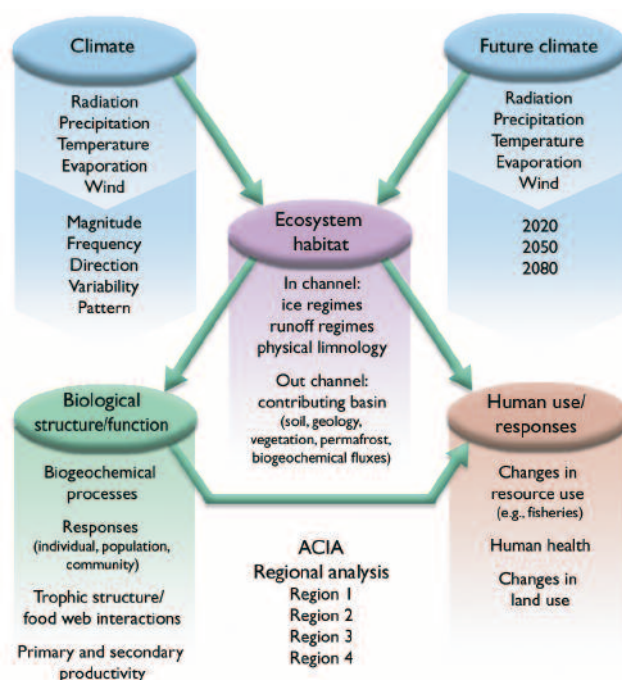 Climate
Radiation
Precipitation
Temperature
Evaporation
Wind
Magnitude
Frequency
Direction
Variability
Pattern
Future climate
Radiation
Precipitation
Temperature
Evaporation
Wind
2020
2050
2080
Ecosystem
habitat
In channel:
ice regimes
runoff regimes
physical limnology
Out channel:
contributing basin
(soil, geology,
vegetation, permafrost,
biogeochemical fluxes)
Biological
structure/function
Biogeochemical
processes
Responses
(individual, population,
community)
Trophic structure/
food web interactions
Primary and secondary
productivity
Human use/
responses
Changes in
resource use
(e.g., fisheries)
Human health
Changes in
land use
ACIA
Regional analysis
Region 1
Region 2
Region 3
Region 4